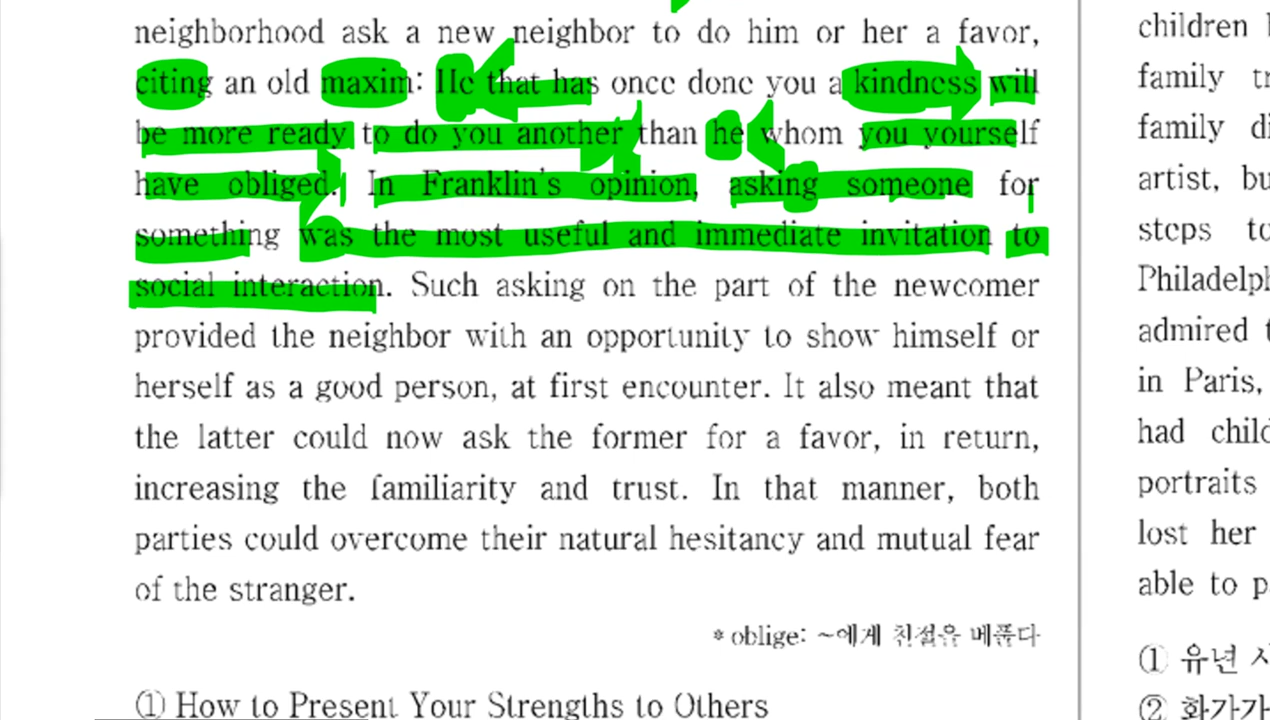 neighborhood ask a new neighbor to do him or her a favor,
citing an old maxim: He that has once done you a kindness will
be more ready to do you another than he whom you yourself
have obliged. In Franklin's opinion, asking someone for
something was the most useful and immediate invitation to
social interaction. Such asking on the part of the newcomer
provided the neighbor with an opportunity to show himself or
herself as a good person, at first encounter. It also meant that
the latter could now ask the former for a favor, in return,
increasing the familiarity and trust. In that manner, both
parties could overcome their natural hesitancy and mutual fear
of the stranger.
* oblige: ~에게 친절을 베풀다
① How to Present Your Strengths to Others
children
family
family
artist,
steps
Philadelph
admired
in Paris,
had
portraits
lost her
able to
① 유년
② 화가가